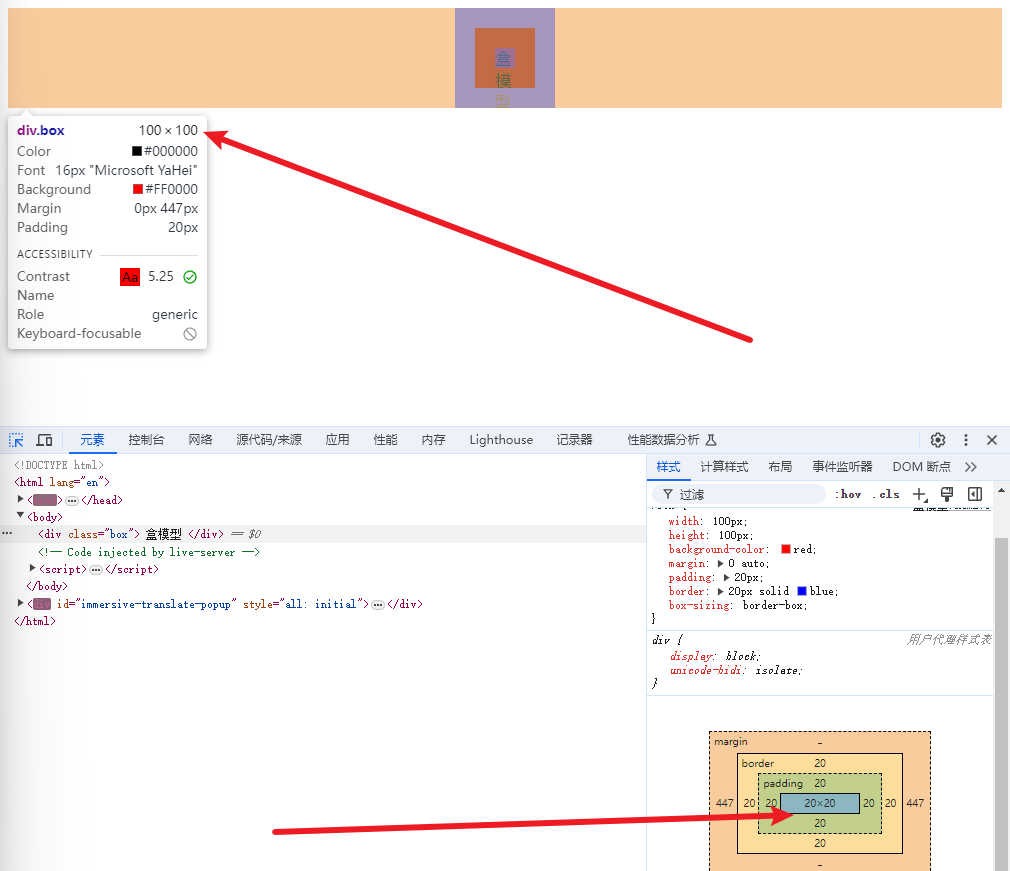 盒
模
型
div.box 100 × 100
Color #000000
Font 16px "Microsoft YaHei"
Background #FF0000
Margin 0px 447px
Padding 20px
ACCESSIBILITY
Contrast Aa 5.25
Name
Role generic
Keyboard-focusable
元素 控制台 网络 源代码/来源 应用 性能 内存 Lighthouse 记录器 性能数据分析
<!DOCTYPE html>
<html lang="en">
< > ⋯ </head>
<body>
<div class="box"> 盒模型 </div> == $0
<!-- Code injected by live-server -->
<script> ⋯ </script>
</body>
< id="immersive-translate-popup" style="all: initial"> ⋯ </div>
</html>
样式 计算样式 布局 事件监听器 DOM 断点
过滤 :hov .cls
width: 100px;
height: 100px;
background-color: red;
margin: 0 auto;
padding: 20px;
border: 20px solid blue;
box-sizing: border-box;
}
div { 用户代理样式表
display: block;
unicode-bidi: isolate;
}
margin -
border 20
padding 20
447 20 20 20×20 20 20 447
20
20
-